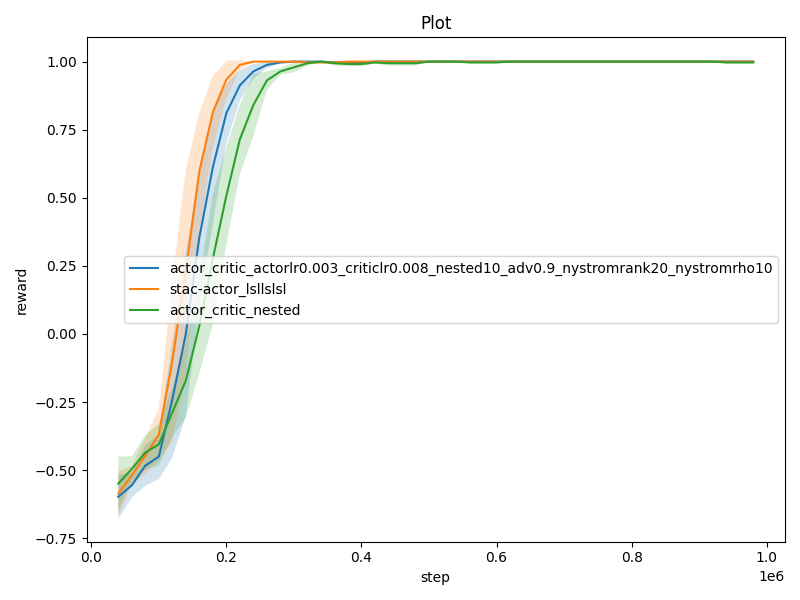 Plot
1.00
0.75
0.50
0.25
0.00
−0.25
−0.50
−0.75
reward
actor_critic_actorlr0.003_criticlr0.008_nested10_adv0.9_nystromrank20_nystromrho10
stac-actor_lsllslsl
actor_critic_nested
0.0 0.2 0.4 0.6 0.8 1.0
1e6
step